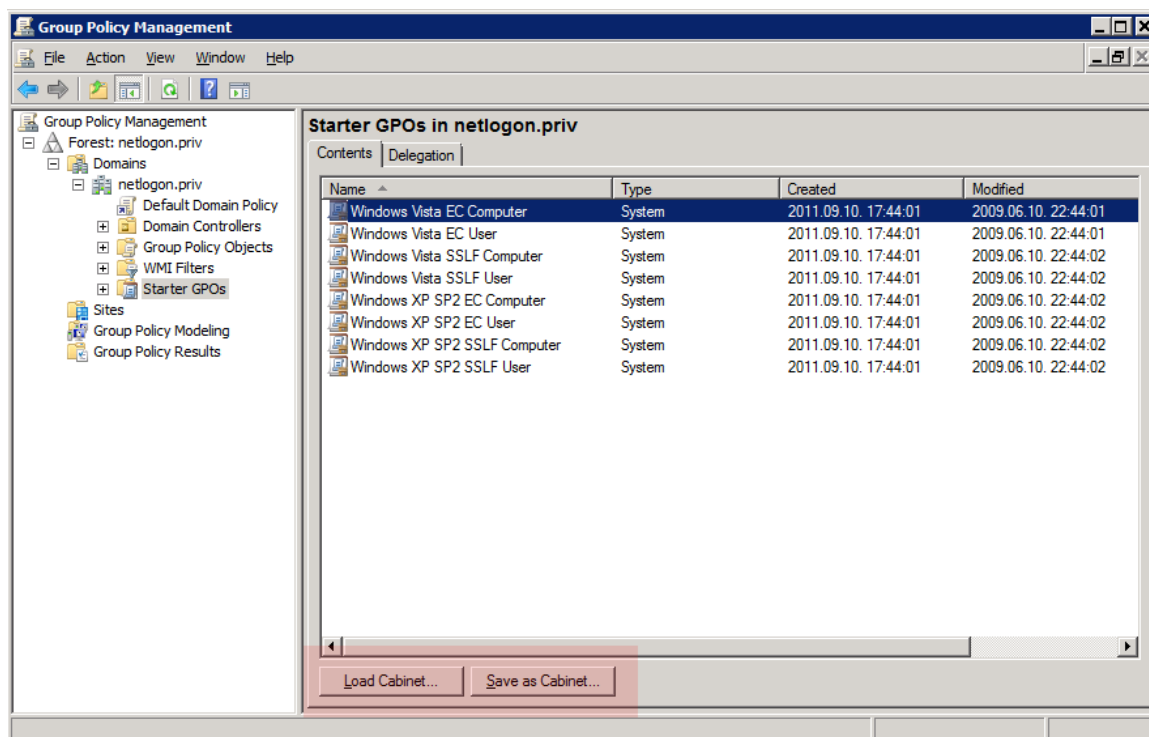 Group Policy Management
File Action View Window Help
Group Policy Management
Forest: netlogon.priv
Domains
netlogon.priv
Default Domain Policy
Domain Controllers
Group Policy Objects
WMI Filters
Starter GPOs
Sites
Group Policy Modeling
Group Policy Results
Starter GPOs in netlogon.priv
Contents Delegation
Name Type Created Modified
Windows Vista EC Computer System 2011.09.10. 17:44:01 2009.06.10. 22:44:01
Windows Vista EC User System 2011.09.10. 17:44:01 2009.06.10. 22:44:01
Windows Vista SSLF Computer System 2011.09.10. 17:44:01 2009.06.10. 22:44:02
Windows Vista SSLF User System 2011.09.10. 17:44:01 2009.06.10. 22:44:02
Windows XP SP2 EC Computer System 2011.09.10. 17:44:01 2009.06.10. 22:44:02
Windows XP SP2 EC User System 2011.09.10. 17:44:01 2009.06.10. 22:44:02
Windows XP SP2 SSLF Computer System 2011.09.10. 17:44:01 2009.06.10. 22:44:02
Windows XP SP2 SSLF User System 2011.09.10. 17:44:01 2009.06.10. 22:44:02
Load Cabinet... Save as Cabinet...